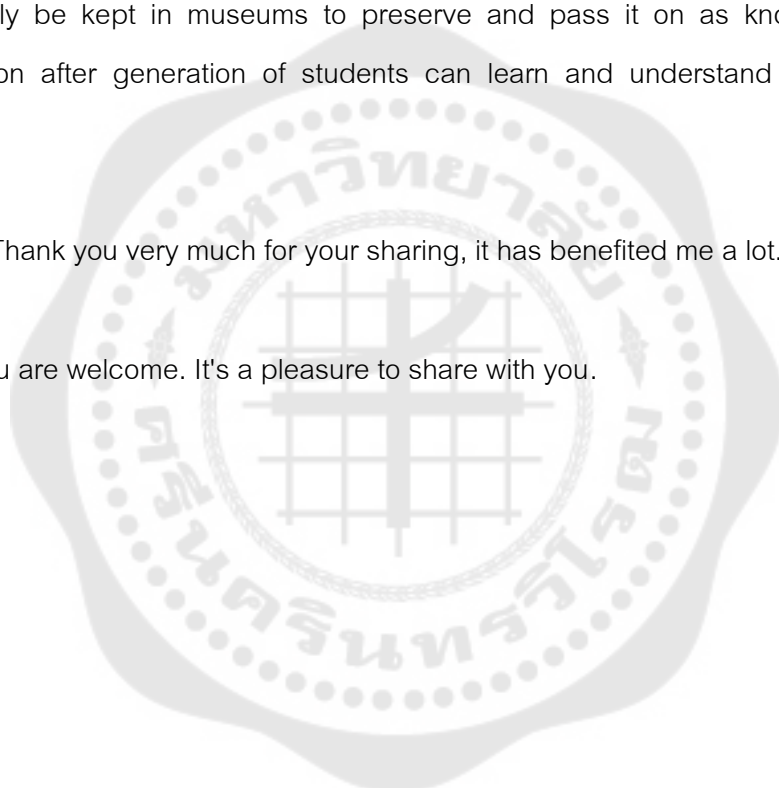 be kept in museums to preserve and pass it on as
after generation of students can learn and understand
มหาวิทยาลัย
Thank you very much for your sharing, it has benefited me a lot.
are welcome. It's a pleasure to share with you.
ศรีนครินทรวิโรฒ